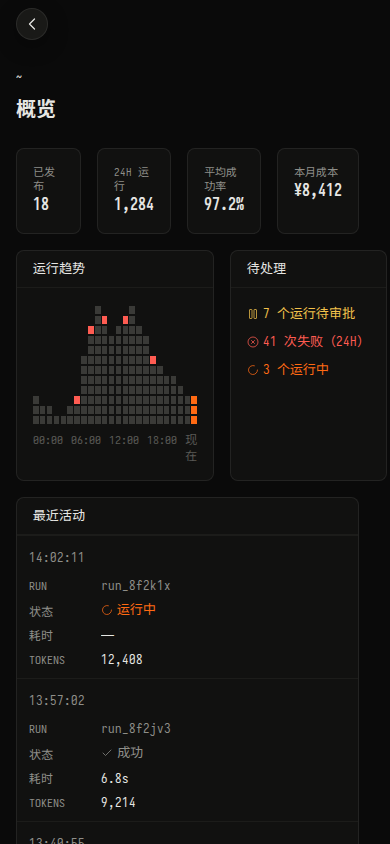 ~
概览
已发
布
18
24H 运
行
1,284
平均成
功率
97.2%
本月成本
¥8,412
运行趋势
00:00 06:00 12:00 18:00 现
在
待处理
7 个运行待审批
41 次失败（24H）
3 个运行中
最近活动
14:02:11
RUN run_8f2k1x
状态 运行中
耗时 —
TOKENS 12,408
13:57:02
RUN run_8f2jv3
状态 成功
耗时 6.8s
TOKENS 9,214
13:40:55